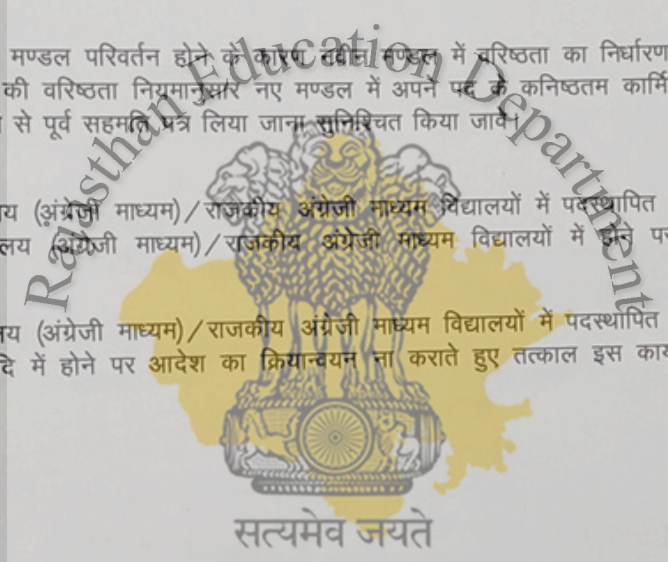 मण्डल परिवर्तन होने के कारण नवीन मण्डल में वरिष्ठता का निर्धारण
की वरिष्ठता नियमानुसार नए मण्डल में अपने पद के कनिष्ठतम कार्मि
से पूर्व सहमति पत्र लिया जाना सुनिश्चित किया जावे।
य (अंग्रेजी माध्यम)/राजकीय अंग्रेजी माध्यम विद्यालयों में पदस्थापित
लय (अंग्रेजी माध्यम)/राजकीय अंग्रेजी माध्यम विद्यालयों में होने पर
य (अंग्रेजी माध्यम)/राजकीय अंग्रेजी माध्यम विद्यालयों में पदस्थापित
दि में होने पर आदेश का क्रियान्वयन ना कराते हुए तत्काल इस कार्य
Rajasthan Education Department
सत्यमेव जयते